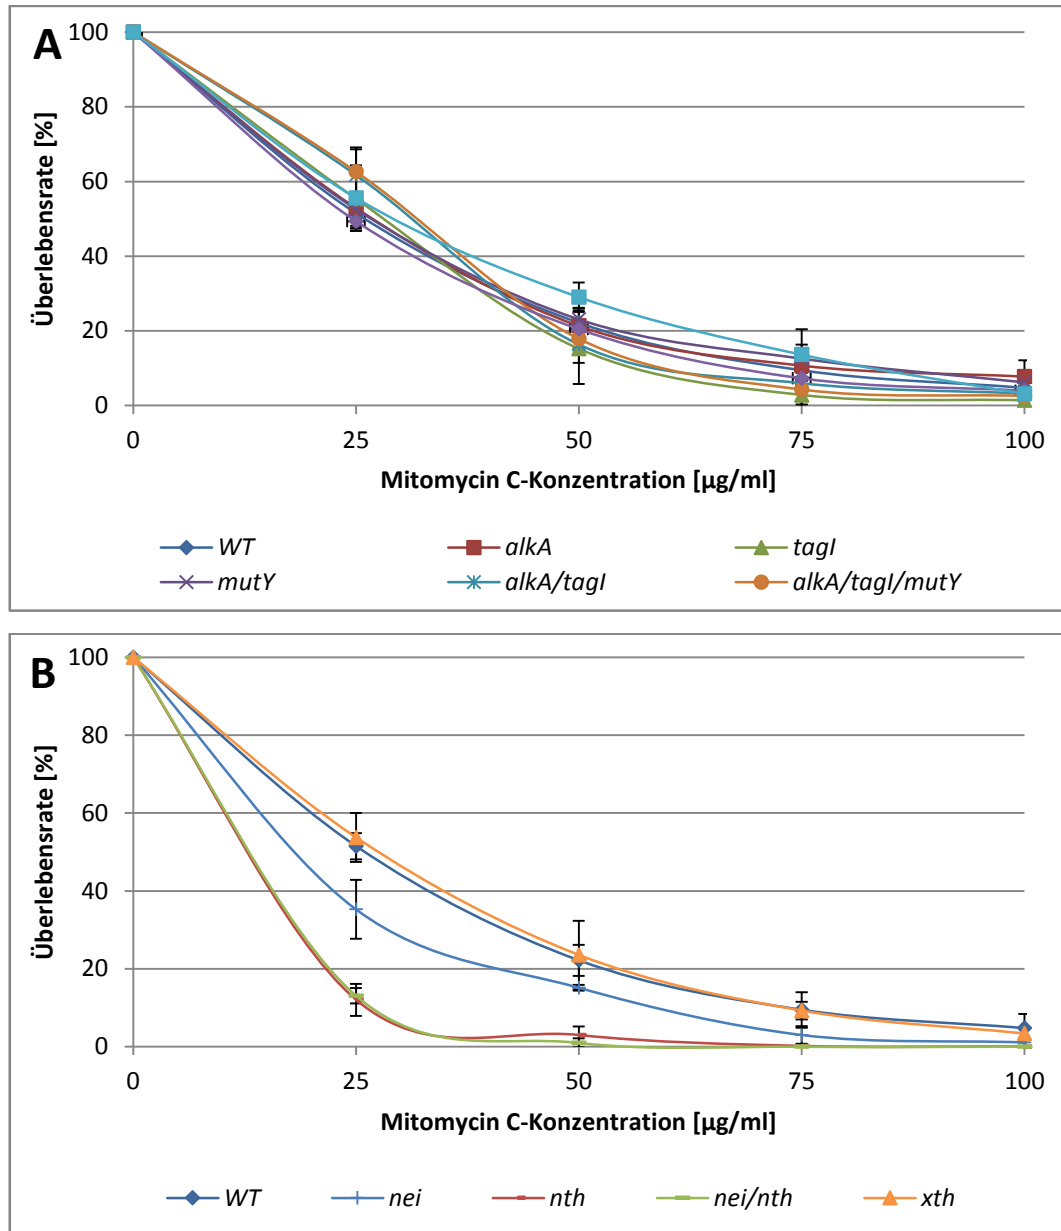 A
Überlebensrate [%]
100
80
60
40
20
0
0 25 50 75 100
Mitomycin C-Konzentration [µg/ml]
WT alkA tagI
mutY alkA/tagI alkA/tagI/mutY
B
Überlebensrate [%]
100
80
60
40
20
0
0 25 50 75 100
Mitomycin C-Konzentration [µg/ml]
WT nei nth nei/nth xth